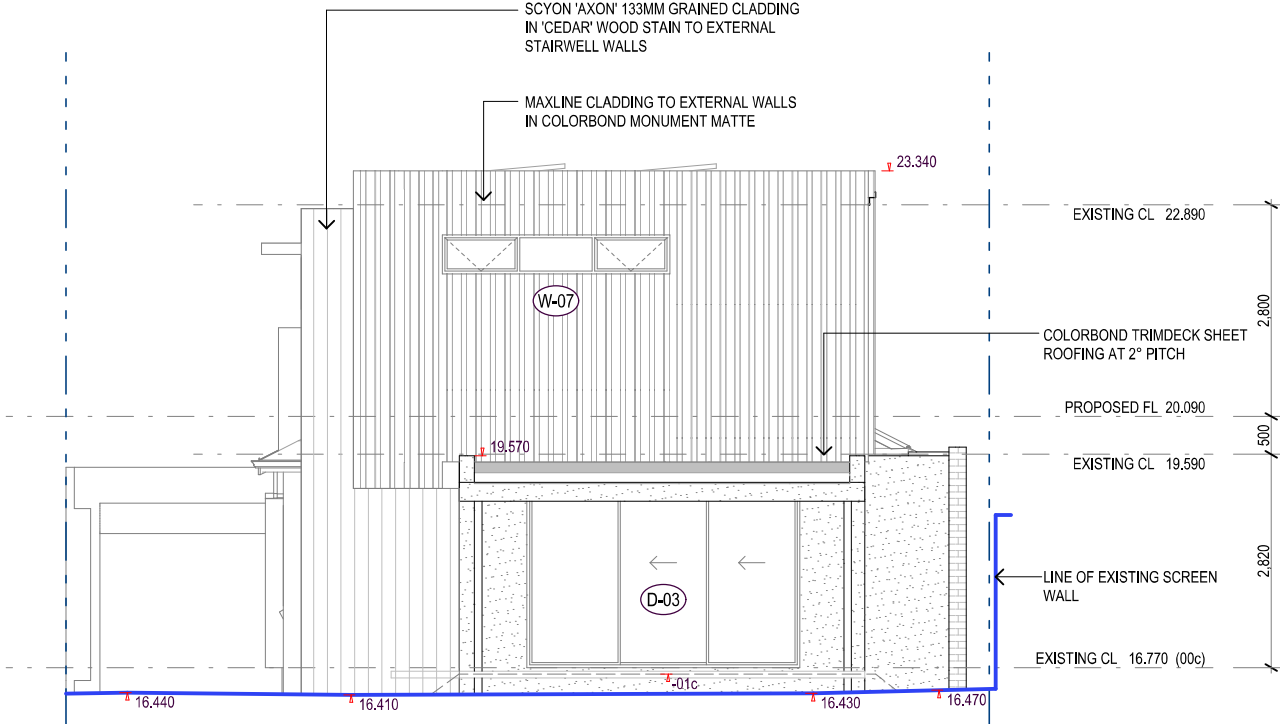 SCYON 'AXON' 133MM GRAINED CLADDING
IN 'CEDAR' WOOD STAIN TO EXTERNAL
STAIRWELL WALLS
MAXLINE CLADDING TO EXTERNAL WALLS
IN COLORBOND MONUMENT MATTE
23.340
EXISTING CL 22.890
W-07
2,800
COLORBOND TRIMDECK SHEET
ROOFING AT 2° PITCH
PROPOSED FL 20.090
500
19.570
EXISTING CL 19.590
2,820
LINE OF EXISTING SCREEN
WALL
D-03
EXISTING CL 16.770 (00c)
-01c
16.440
16.410
16.430
16.470